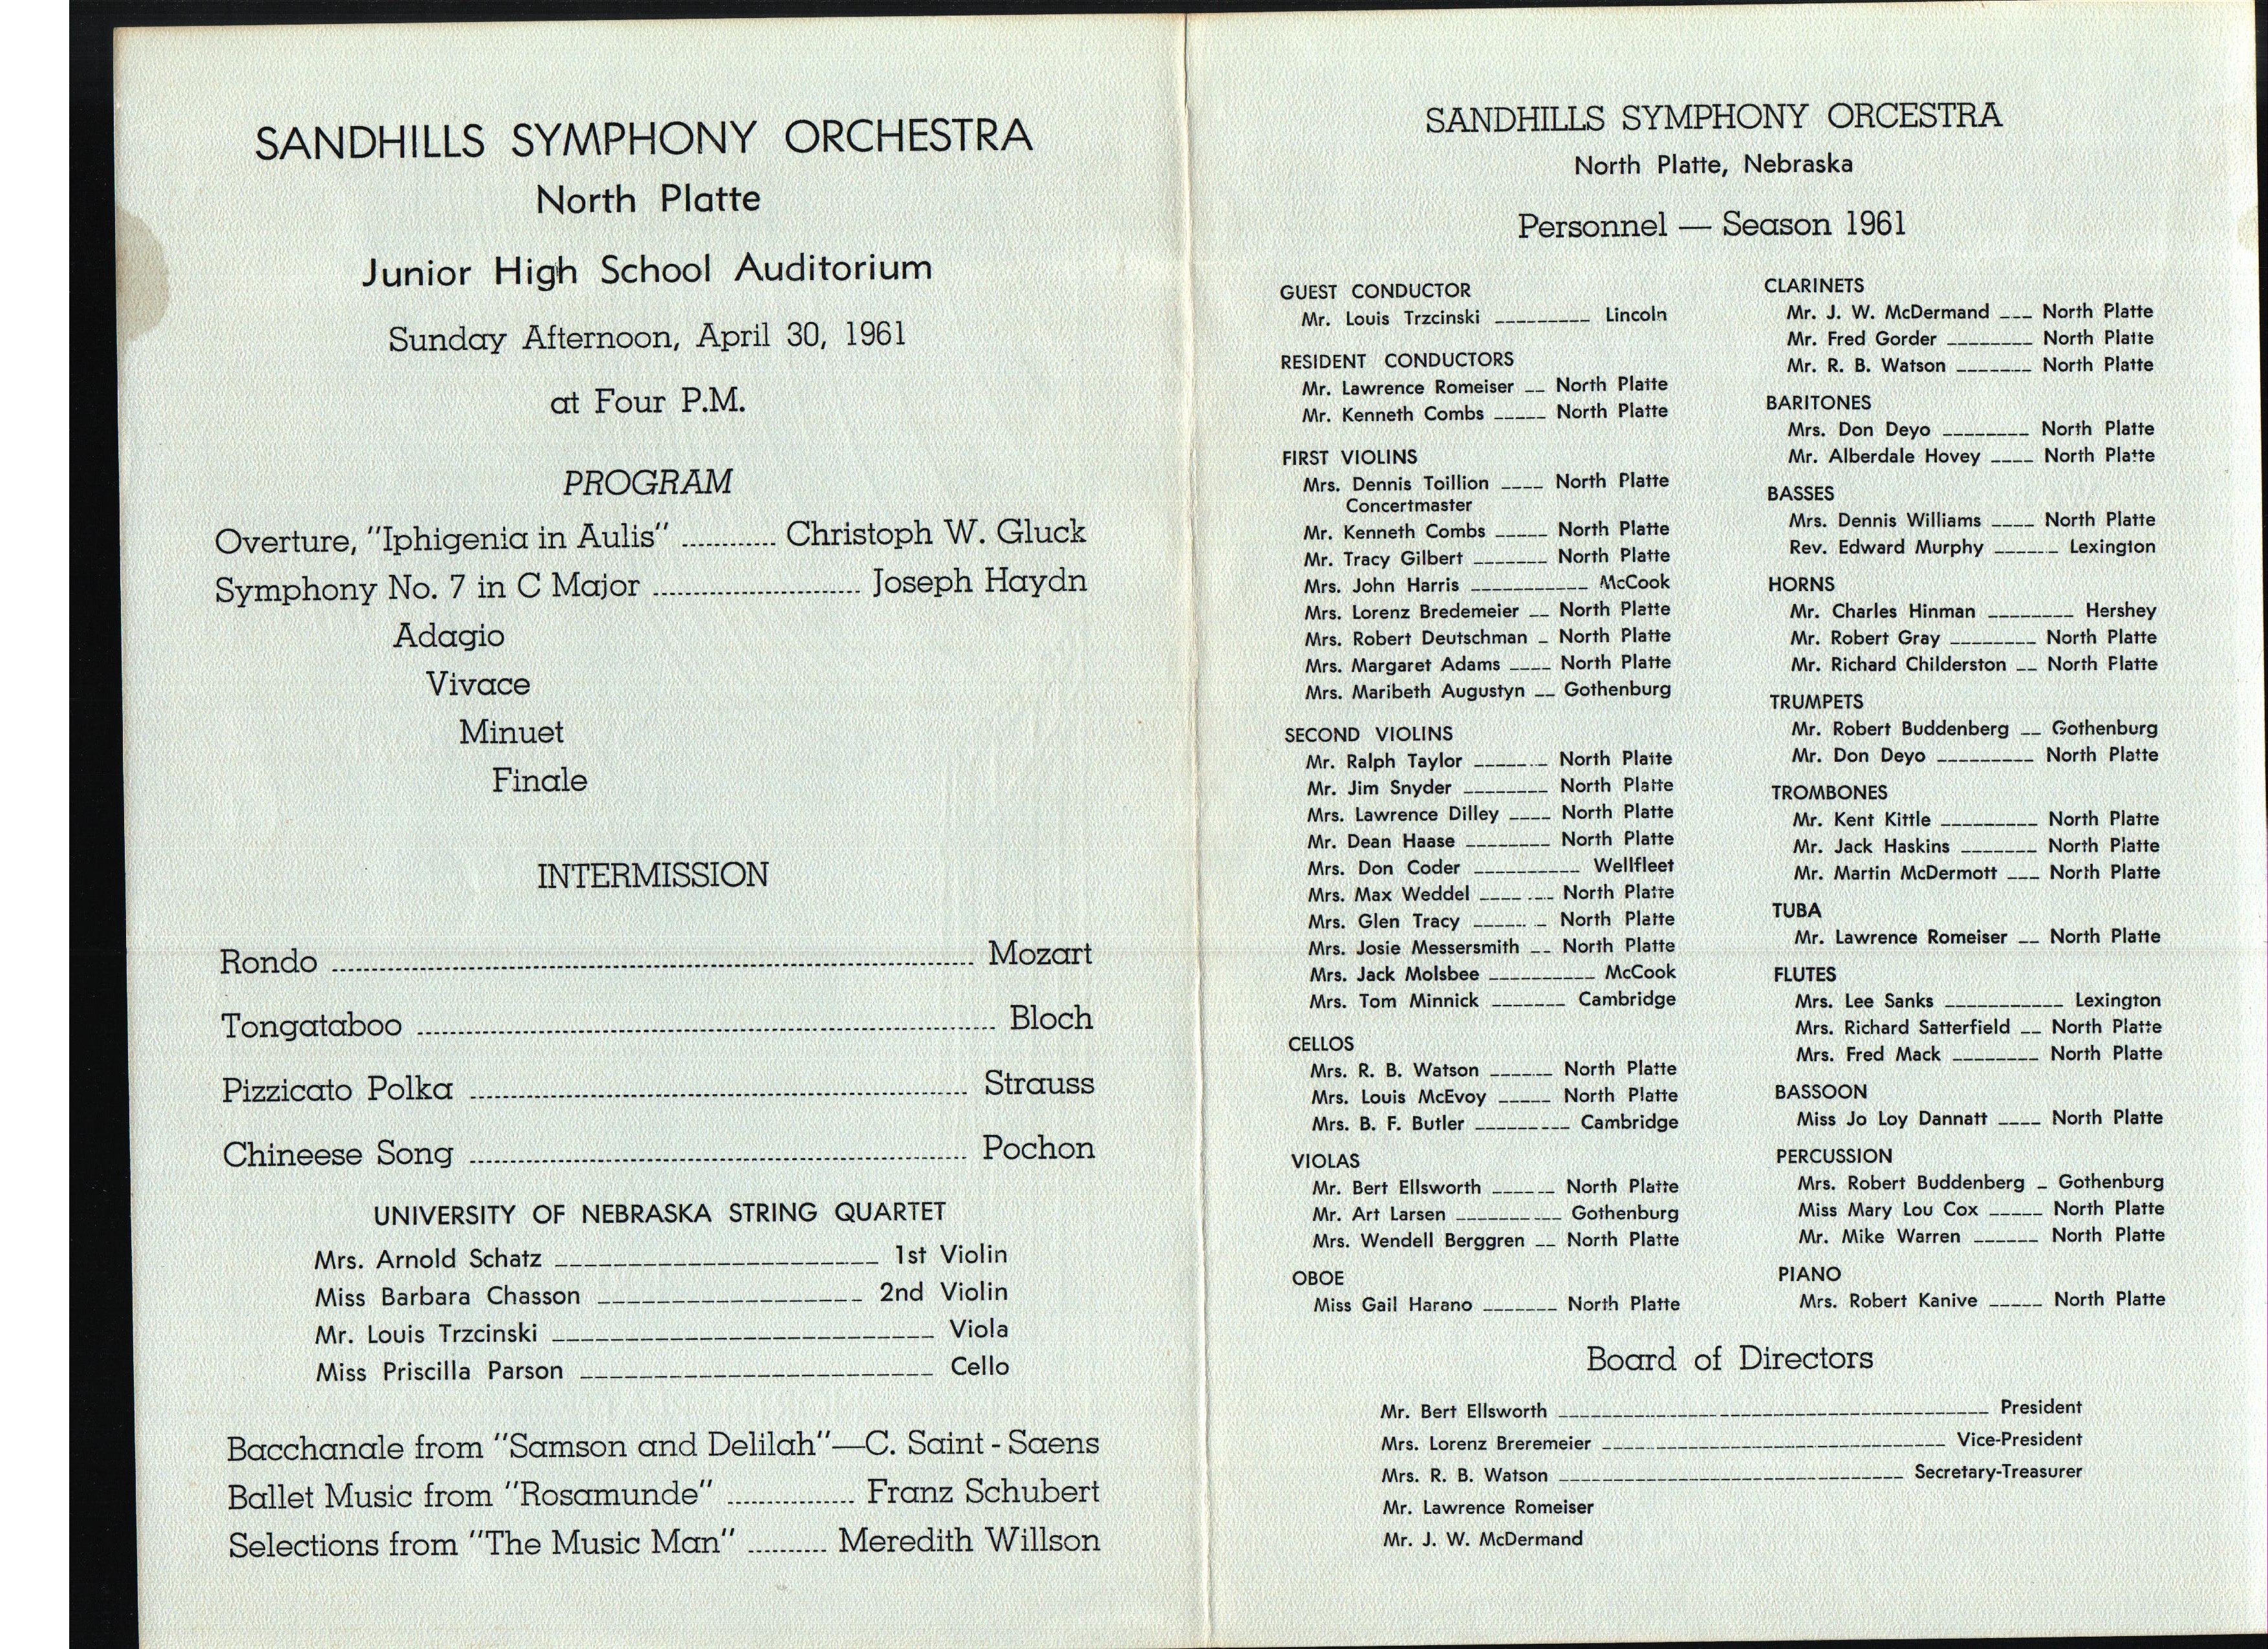 SANDHILLS SYMPHONY ORCHESTRA
North Platte
Junior High School Auditorium
Sunday Afternoon, April 30, 1961
at Four P.M.
PROGRAM
Overture, "Iphigenia in Aulis" ........... Christoph W. Gluck
Symphony No. 7 in C Major ........................ Joseph Haydn
Adagio
Vivace
Minuet
Finale
INTERMISSION
Rondo ........................ Mozart
Tongataboo ........................ Bloch
Pizzicato Polka ........................ Strauss
Chineese Song ........................ Pochon
UNIVERSITY OF NEBRASKA STRING QUARTET
Mrs. Arnold Schatz ____________________ 1st Violin
Miss Barbara Chasson ________________ 2nd Violin
Mr. Louis Trzcinski ______________________ Viola
Miss Priscilla Parson ____________________ Cello
Bacchanale from "Samson and Delilah"—C. Saint - Saens
Ballet Music from "Rosamunde" ............... Franz Schubert
Selections from "The Music Man" .......... Meredith Willson
SANDHILLS SYMPHONY ORCESTRA
North Platte, Nebraska
Personnel — Season 1961
GUEST CONDUCTOR
Mr. Louis Trzcinski _________ Lincoln
RESIDENT CONDUCTORS
Mr. Lawrence Romeiser __ North Platte
Mr. Kenneth Combs _____ North Platte
FIRST VIOLINS
Mrs. Dennis Toillion ____ North Platte
Concertmaster
Mr. Kenneth Combs _____ North Platte
Mr. Tracy Gilbert _______ North Platte
Mrs. John Harris ___________ McCook
Mrs. Lorenz Bredemeier __ North Platte
Mrs. Robert Deutschman _ North Platte
Mrs. Margaret Adams ____ North Platte
Mrs. Maribeth Augustyn __ Gothenburg
SECOND VIOLINS
Mr. Ralph Taylor _______ North Platte
Mr. Jim Snyder ________ North Platte
Mrs. Lawrence Dilley ____ North Platte
Mr. Dean Haase ________ North Platte
Mrs. Don Coder __________ Wellfleet
Mrs. Max Weddel _______ North Platte
Mrs. Glen Tracy _______ North Platte
Mrs. Josie Messersmith __ North Platte
Mrs. Jack Molsbee __________ McCook
Mrs. Tom Minnick _______ Cambridge
CELLOS
Mrs. R. B. Watson ______ North Platte
Mrs. Louis McEvoy _____ North Platte
Mrs. B. F. Butler _________ Cambridge
VIOLAS
Mr. Bert Ellsworth ______ North Platte
Mr. Art Larsen __________ Gothenburg
Mrs. Wendell Berggren __ North Platte
OBOE
Miss Gail Harano _______ North Platte
CLARINETS
Mr. J. W. McDermand ___ North Platte
Mr. Fred Gorder ________ North Platte
Mr. R. B. Watson _______ North Platte
BARITONES
Mrs. Don Deyo ________ North Platte
Mr. Alberdale Hovey ____ North Platte
BASSES
Mrs. Dennis Williams ____ North Platte
Rev. Edward Murphy ______ Lexington
HORNS
Mr. Charles Hinman ________ Hershey
Mr. Robert Gray ________ North Platte
Mr. Richard Childerston __ North Platte
TRUMPETS
Mr. Robert Buddenberg __ Gothenburg
Mr. Don Deyo _________ North Platte
TROMBONES
Mr. Kent Kittle _________ North Platte
Mr. Jack Haskins _______ North Platte
Mr. Martin McDermott ___ North Platte
TUBA
Mr. Lawrence Romeiser __ North Platte
FLUTES
Mrs. Lee Sanks ___________ Lexington
Mrs. Richard Satterfield __ North Platte
Mrs. Fred Mack ________ North Platte
BASSOON
Miss Jo Loy Dannatt ____ North Platte
PERCUSSION
Mrs. Robert Buddenberg _ Gothenburg
Miss Mary Lou Cox _____ North Platte
Mr. Mike Warren ______ North Platte
PIANO
Mrs. Robert Kanive _____ North Platte
Board of Directors
Mr. Bert Ellsworth ________________________ President
Mrs. Lorenz Breremeier ____________________ Vice-President
Mrs. R. B. Watson ____________________ Secretary-Treasurer
Mr. Lawrence Romeiser
Mr. J. W. McDermand